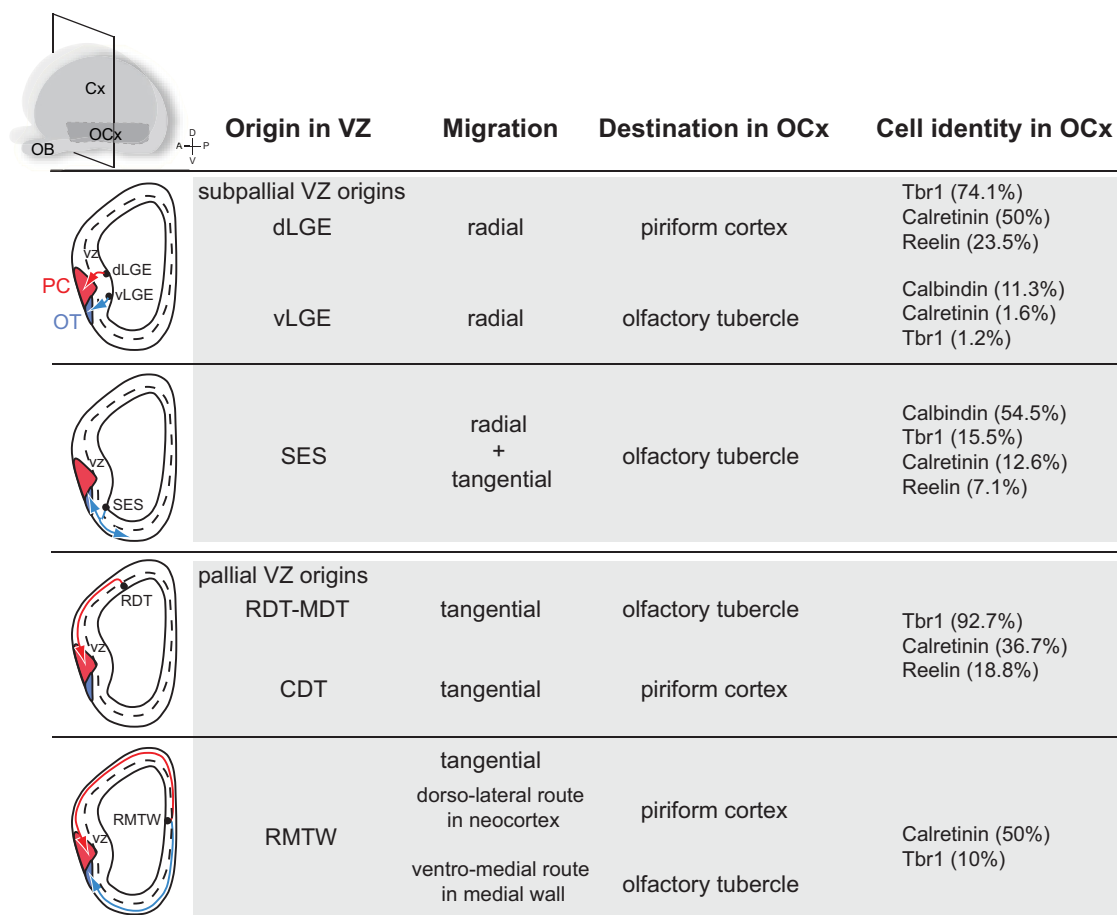 Cx
OCx
OB
D
A
P
V
Origin in VZ
Migration
Destination in OCx
Cell identity in OCx
vz
dLGE
vLGE
PC
OT
subpallial VZ origins
dLGE
radial
piriform cortex
Tbr1 (74.1%)
Calretinin (50%)
Reelin (23.5%)
vLGE
radial
olfactory tubercle
Calbindin (11.3%)
Calretinin (1.6%)
Tbr1 (1.2%)
vz
SES
SES
radial
+
tangential
olfactory tubercle
Calbindin (54.5%)
Tbr1 (15.5%)
Calretinin (12.6%)
Reelin (7.1%)
RDT
vz
pallial VZ origins
RDT-MDT
tangential
olfactory tubercle
CDT
tangential
piriform cortex
Tbr1 (92.7%)
Calretinin (36.7%)
Reelin (18.8%)
RMTW
vz
RMTW
tangential
dorso-lateral route
in neocortex
piriform cortex
ventro-medial route
in medial wall
olfactory tubercle
Calretinin (50%)
Tbr1 (10%)